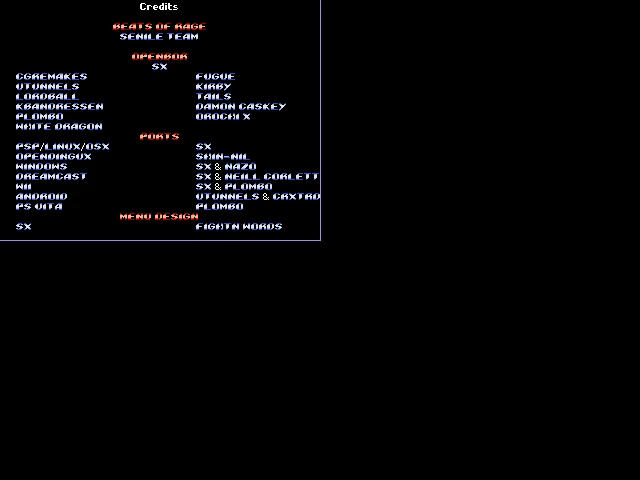 Credits
BEATS OF RAGE
SENILE TEAM
OPENBOR
SX
CGREMAKES FUGUE
UTUNNELS KIRBY
LORDBALL TAILS
KBANDRESSEN DAMON CASKEY
PLOMBO OROCHI X
WHITE DRAGON
PORTS
PSP/LINUX/OSX SX
OPENDINGUX SHIN-NIL
WINDOWS SX & NAZO
DREAMCAST SX & NEILL CORLETT
WII SX & PLOMBO
ANDROID UTUNNELS & CRXTRD
PS VITA PLOMBO
MENU DESIGN
SX FIGHTN WORDS